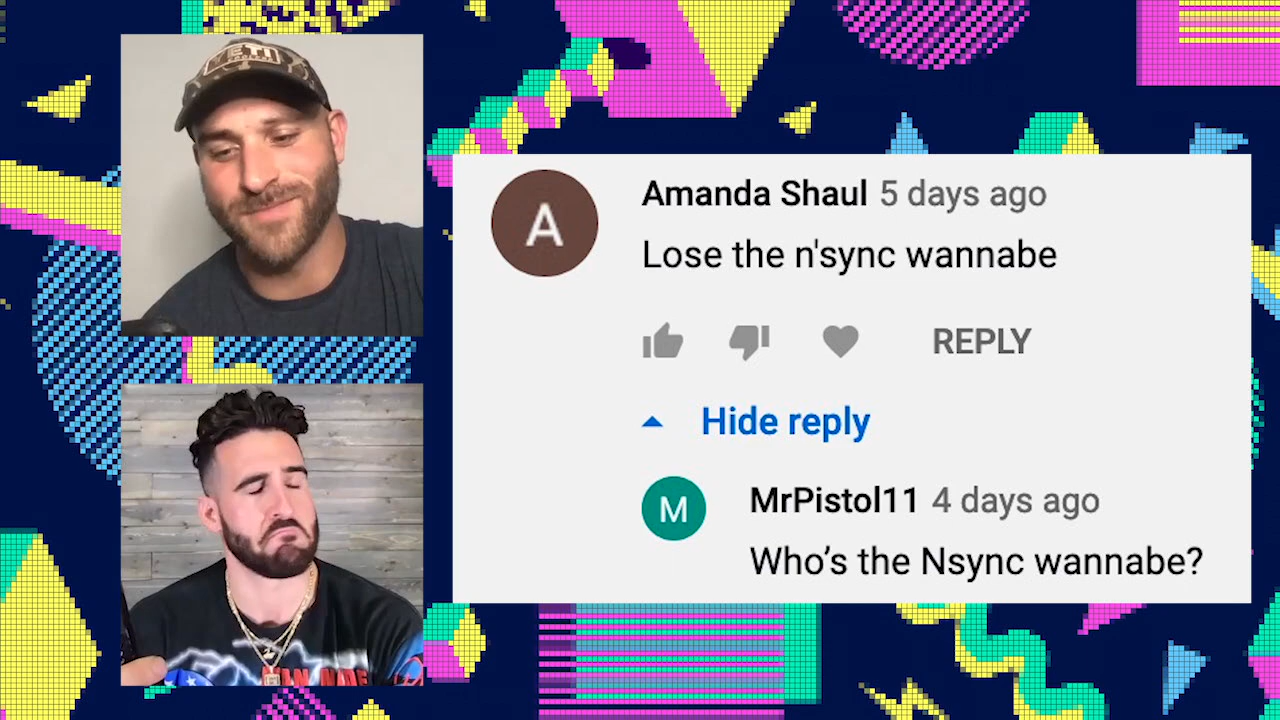 YETI
A
Amanda Shaul 5 days ago
Lose the n'sync wannabe
REPLY
Hide reply
M
MrPistol11 4 days ago
Who's the Nsync wannabe?